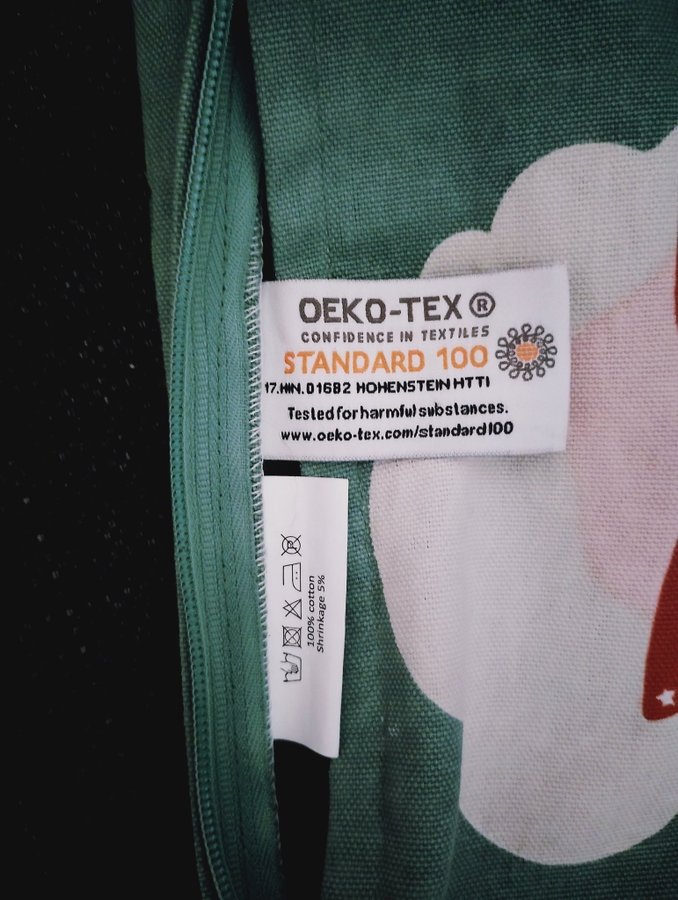 OEKO-TEX®
CONFIDENCE IN TEXTILES
STANDARD 100
17.HIN.01682 HOHENSTEIN HTTI
Tested for harmful substances.
www.oeko-tex.com/standard100
100% cotton
Shrinkage 5%